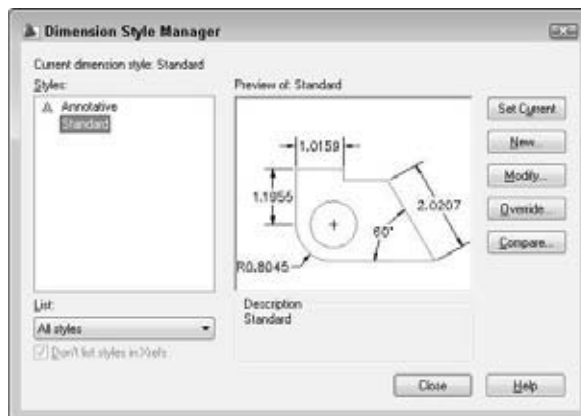 Dimension Style Manager
Current dimension style: Standard
Styles:
Annotative
Standard
Preview of: Standard
1.0159
1.1955
2.0207
60°
R0.8045
Set Current
New...
Modify...
Override...
Compare...
List:
All styles
Don't list styles in Xrefs
Description
Standard
Close
Help